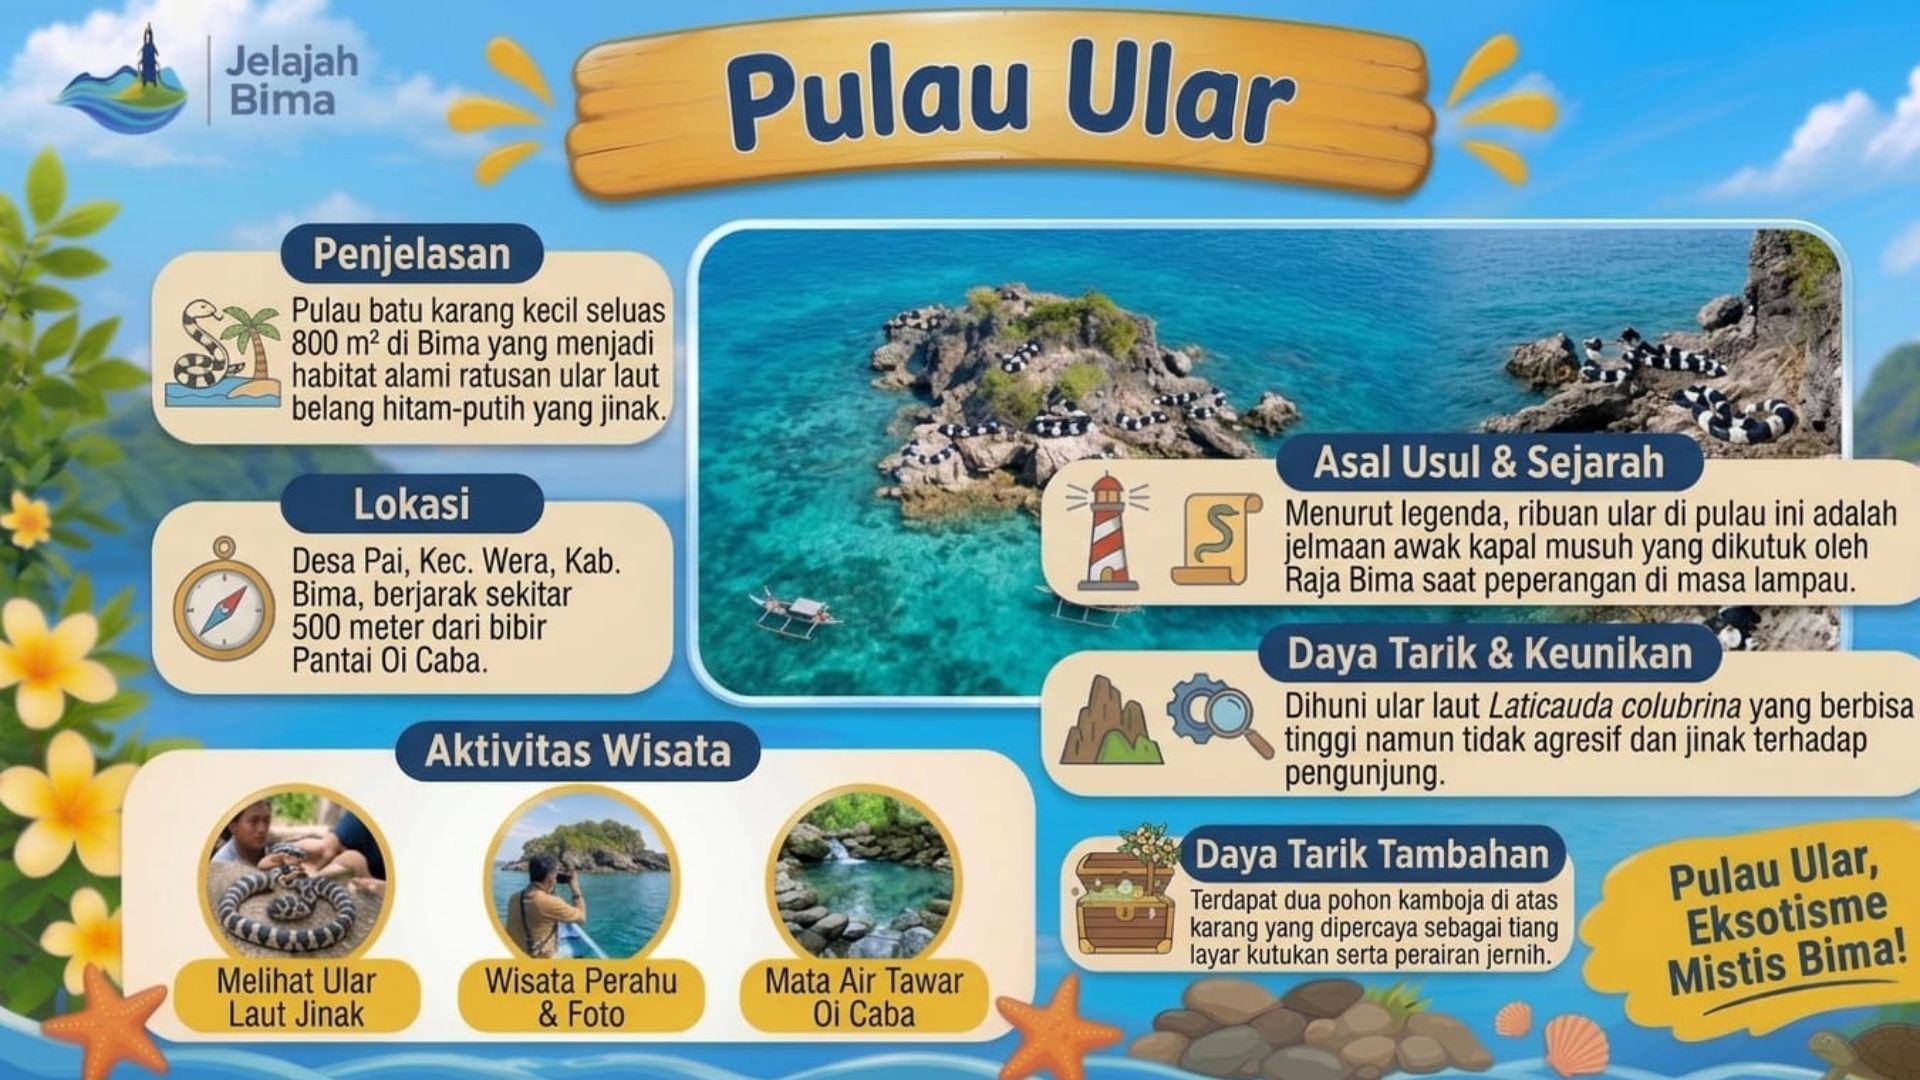 Jelajah
Bima
Pulau Ular
Penjelasan
Pulau batu karang kecil seluas
800 m² di Bima yang menjadi
habitat alami ratusan ular laut
belang hitam-putih yang jinak.
Lokasi
Desa Pai, Kec. Wera, Kab.
Bima, berjarak sekitar
500 meter dari bibir
Pantai Oi Caba.
Asal Usul & Sejarah
Menurut legenda, ribuan ular di pulau ini adalah
jelmaan awak kapal musuh yang dikutuk oleh
Raja Bima saat peperangan di masa lampau.
Daya Tarik & Keunikan
Dihuni ular laut Laticauda colubrina yang berbisa
tinggi namun tidak agresif dan jinak terhadap
pengunjung.
Aktivitas Wisata
Melihat Ular
Laut Jinak
Wisata Perahu
& Foto
Mata Air Tawar
Oi Caba
Daya Tarik Tambahan
Terdapat dua pohon kamboja di atas
karang yang dipercaya sebagai tiang
layar kutukan serta perairan jernih.
Pulau Ular,
Eksotisme
Mistis Bima!